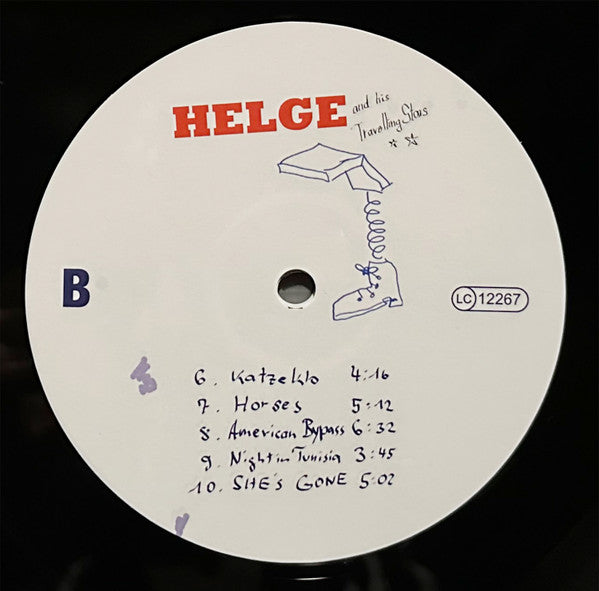 HELGE and his
Travelling Stars
B
LC 12267
6. Katzeklo 4:16
7. Horses 5:12
8. American Bypass 6:32
9. Night in Tunisia 3:45
10. SHE'S GONE 5:02